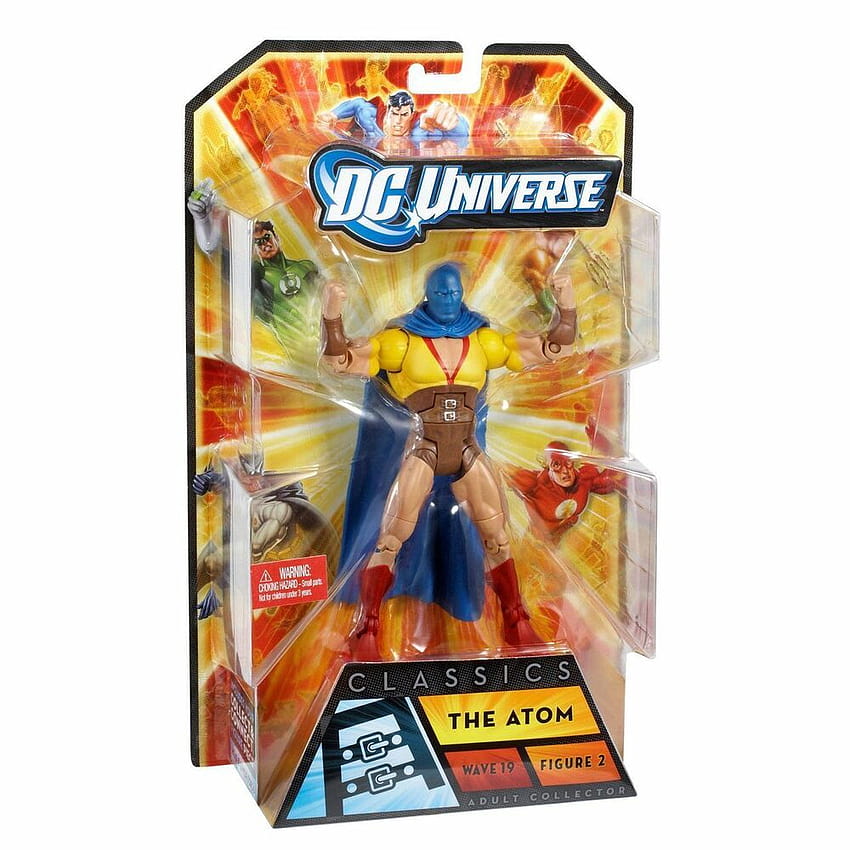 DC UNIVERSE
WARNING:
CHOKING HAZARD - Small parts.
Not for children under 3 years.
CLASSICS
THE ATOM
WAVE 19
FIGURE 2
ADULT COLLECTOR